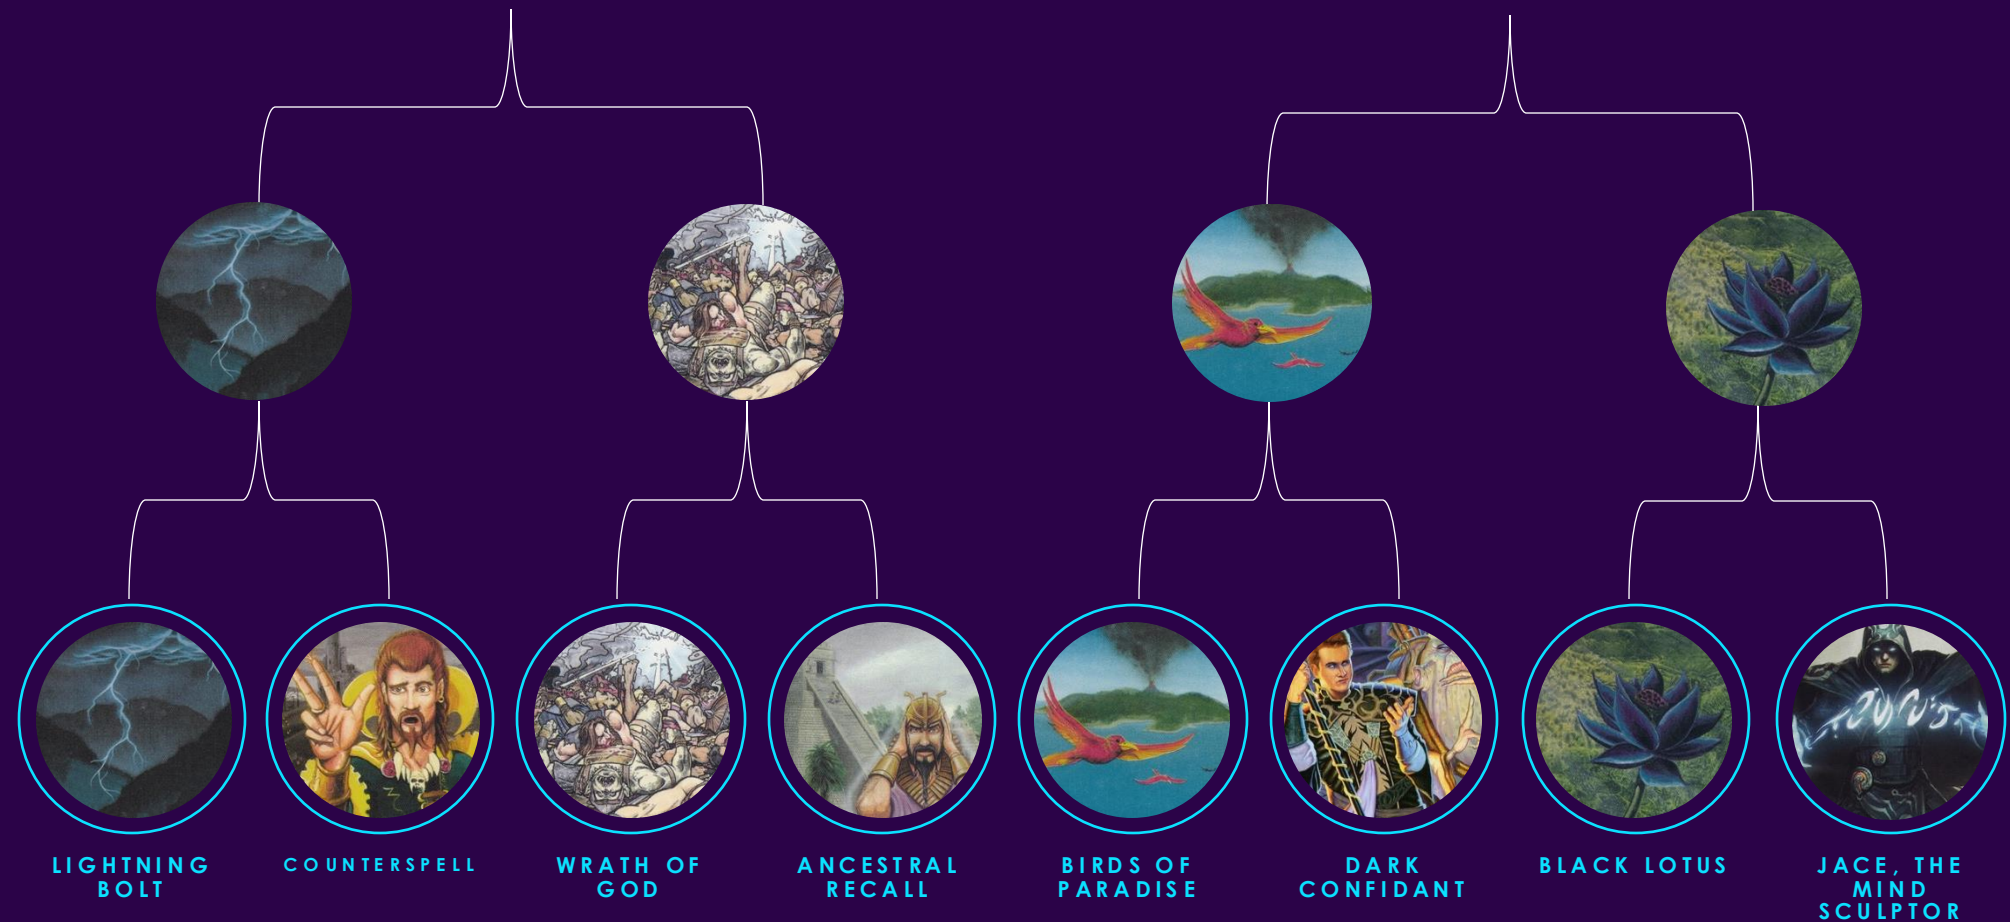 LIGHTNING
BOLT
COUNTERSPELL
WRATH OF
GOD
ANCESTRAL
RECALL
BIRDS OF
PARADISE
DARK
CONFIDANT
BLACK LOTUS
JACE, THE
MIND
SCULPTOR